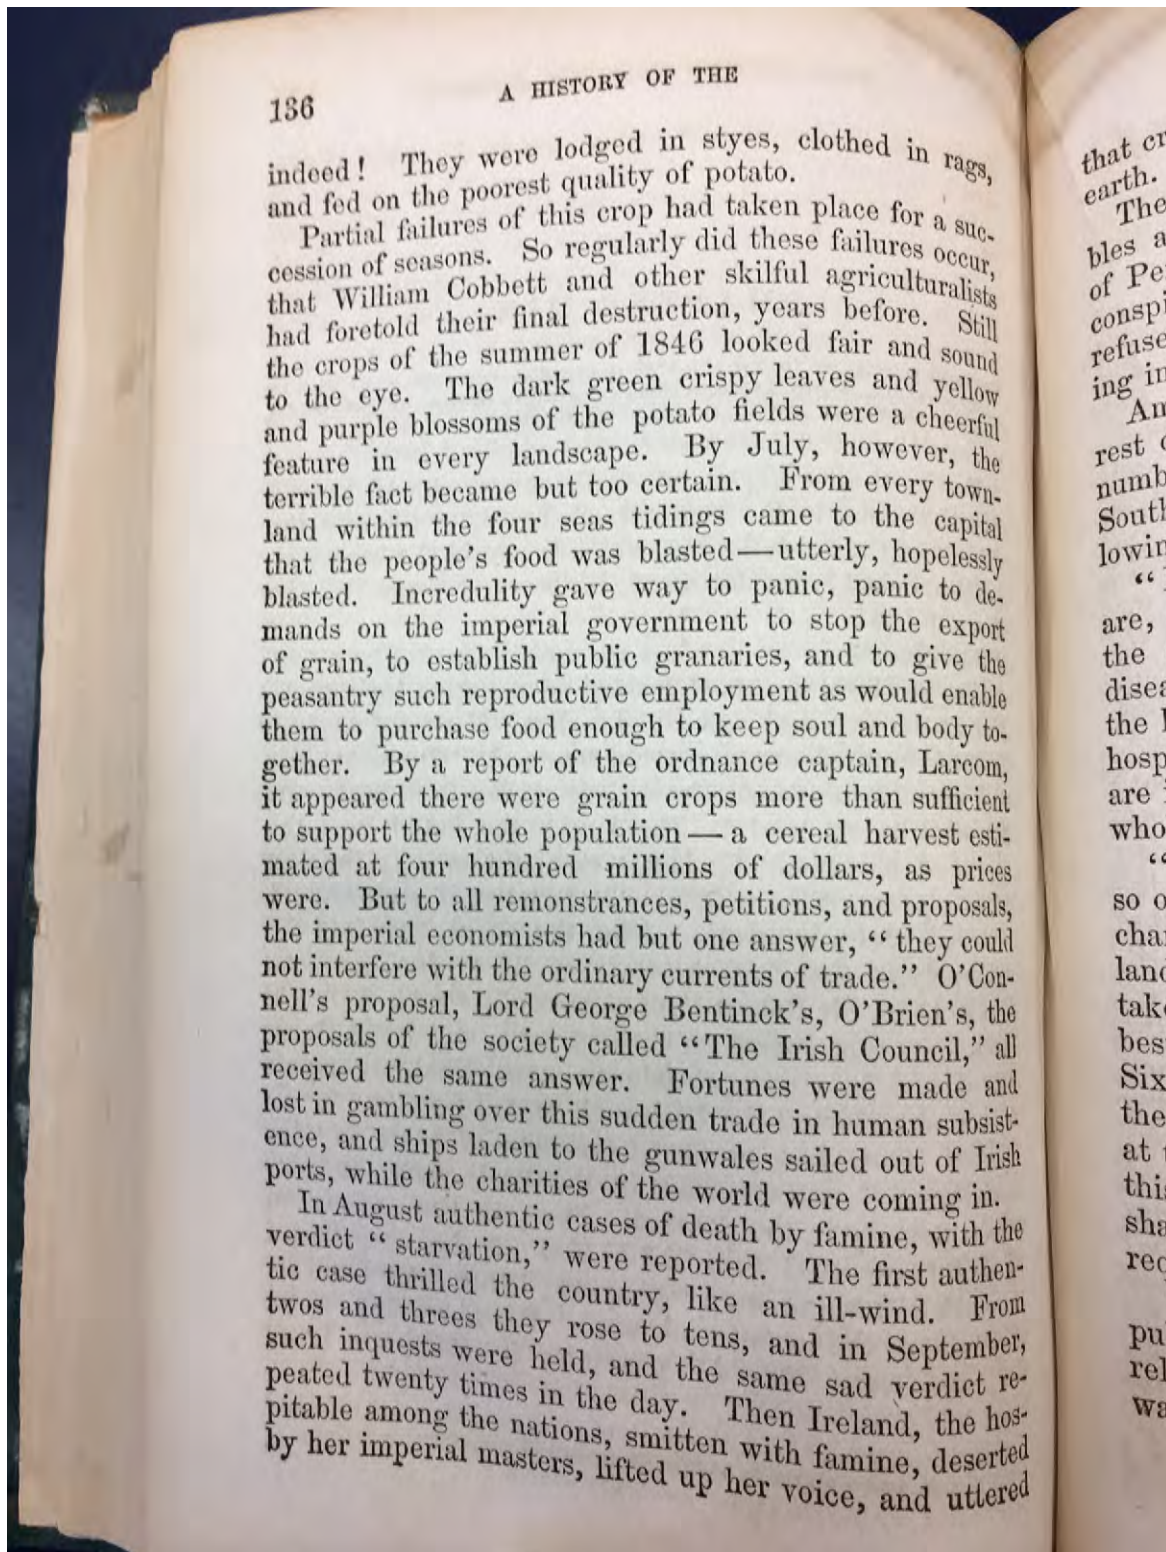 136
A HISTORY OF THE
indeed! They were lodged in styes, clothed in rags,
and fed on the poorest quality of potato.
Partial failures of this crop had taken place for a suc-
cession of seasons. So regularly did these failures occur,
that William Cobbett and other skilful agriculturalists
had foretold their final destruction, years before. Still
the crops of the summer of 1846 looked fair and sound
to the eye. The dark green crispy leaves and yellow
and purple blossoms of the potato fields were a cheerful
feature in every landscape. By July, however, the
terrible fact became but too certain. From every town-
land within the four seas tidings came to the capital
that the people's food was blasted—utterly, hopelessly
blasted. Incredulity gave way to panic, panic to de-
mands on the imperial government to stop the export
of grain, to establish public granaries, and to give the
peasantry such reproductive employment as would enable
them to purchase food enough to keep soul and body to-
gether. By a report of the ordnance captain, Larcom,
it appeared there were grain crops more than sufficient
to support the whole population — a cereal harvest esti-
mated at four hundred millions of dollars, as prices
were. But to all remonstrances, petitions, and proposals,
the imperial economists had but one answer, "they could
not interfere with the ordinary currents of trade." O'Con-
nell's proposal, Lord George Bentinck's, O'Brien's, the
proposals of the society called "The Irish Council," all
received the same answer. Fortunes were made and
lost in gambling over this sudden trade in human subsist-
ence, and ships laden to the gunwales sailed out of Irish
ports, while the charities of the world were coming in.
In August authentic cases of death by famine, with the
verdict "starvation," were reported. The first authen-
tic case thrilled the country, like an ill-wind. From
twos and threes they rose to tens, and in September,
such inquests were held, and the same sad verdict re-
peated twenty times in the day. Then Ireland, the hos-
pitable among the nations, smitten with famine, deserted
by her imperial masters, lifted up her voice, and uttered
that
earth.
The
bles
of
refuse
ing
rest
South
"
are,
the
the
are
who
"
so
at